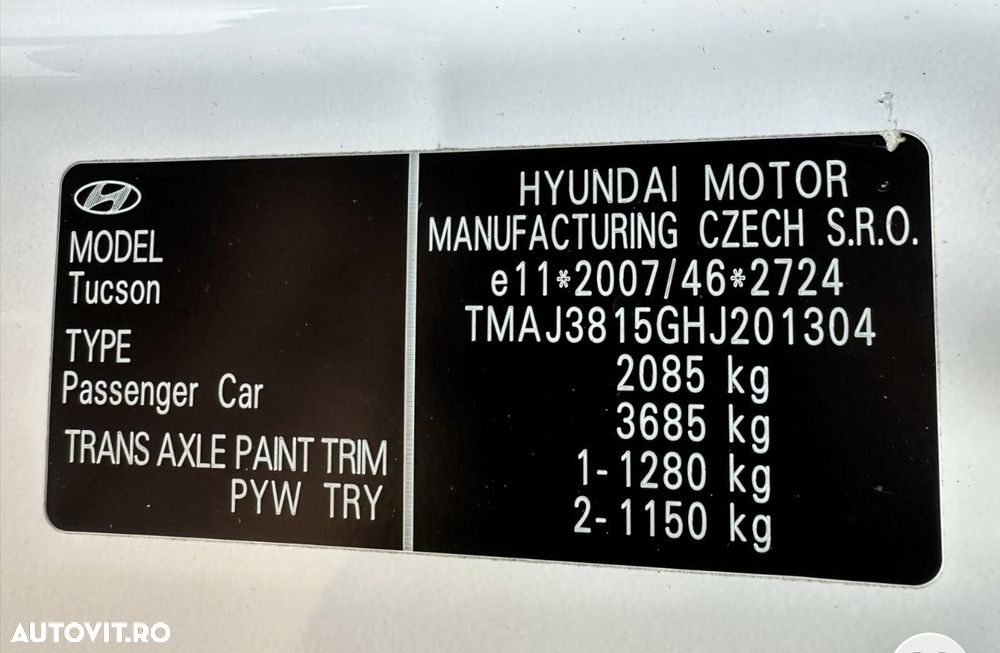 MODEL
Tucson
TYPE
Passenger Car
TRANS AXLE PAINT TRIM
PYW TRY
HYUNDAI MOTOR
MANUFACTURING CZECH S.R.O.
e11*2007/46*2724
TMAJ3815GHJ201304
2085 kg
3685 kg
1-1280 kg
2-1150 kg
AUTOVIT.RO